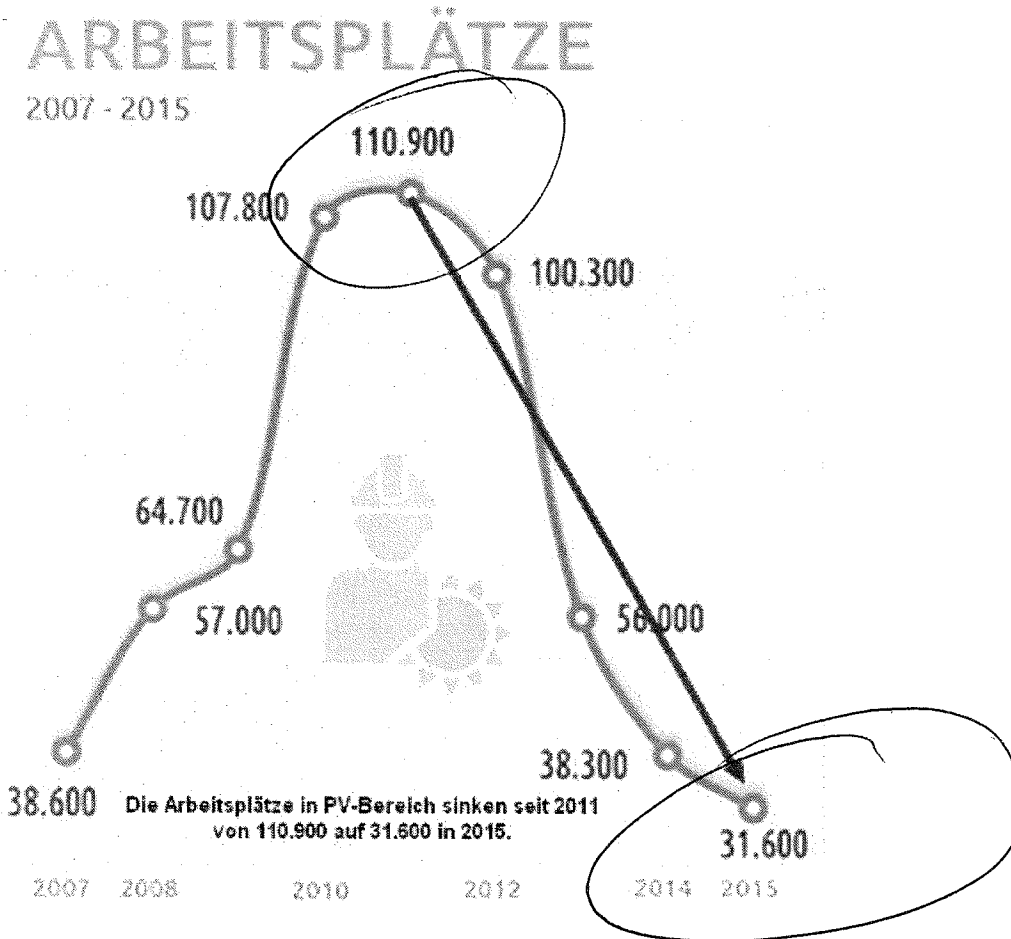 ARBEITSPLÄTZE
2007 - 2015
110.900
107.800
100.300
64.700
57.000
56.000
38.300
38.600
Die Arbeitsplätze in PV-Bereich sinken seit 2011
von 110.900 auf 31.600 in 2015.
31.600
2007 2008 2010 2012 2014 2015